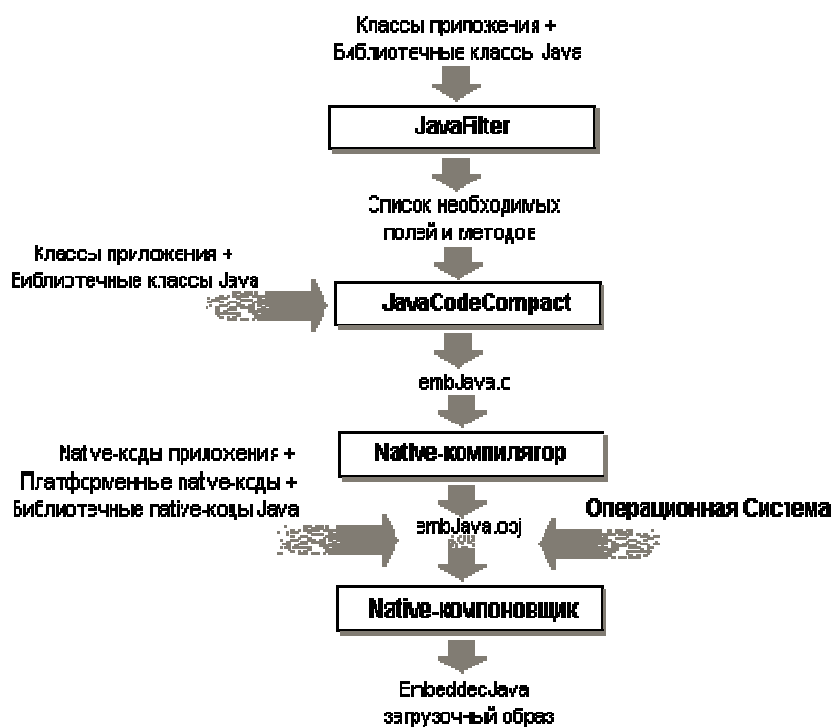 Классы приложения +
Библиотечные классы Java
JavaFilter
Список необходимых
полей и методов
Классы приложения +
Библиотечные классы Java
JavaCodeCompact
embJava.c
Native-компилятор
Native-коды приложения +
Платформенные native-коды +
Библиотечные native-коды Java
embJava.obj
Операционная Система
Native-компоновщик
EmbeddedJava
загрузочный образ